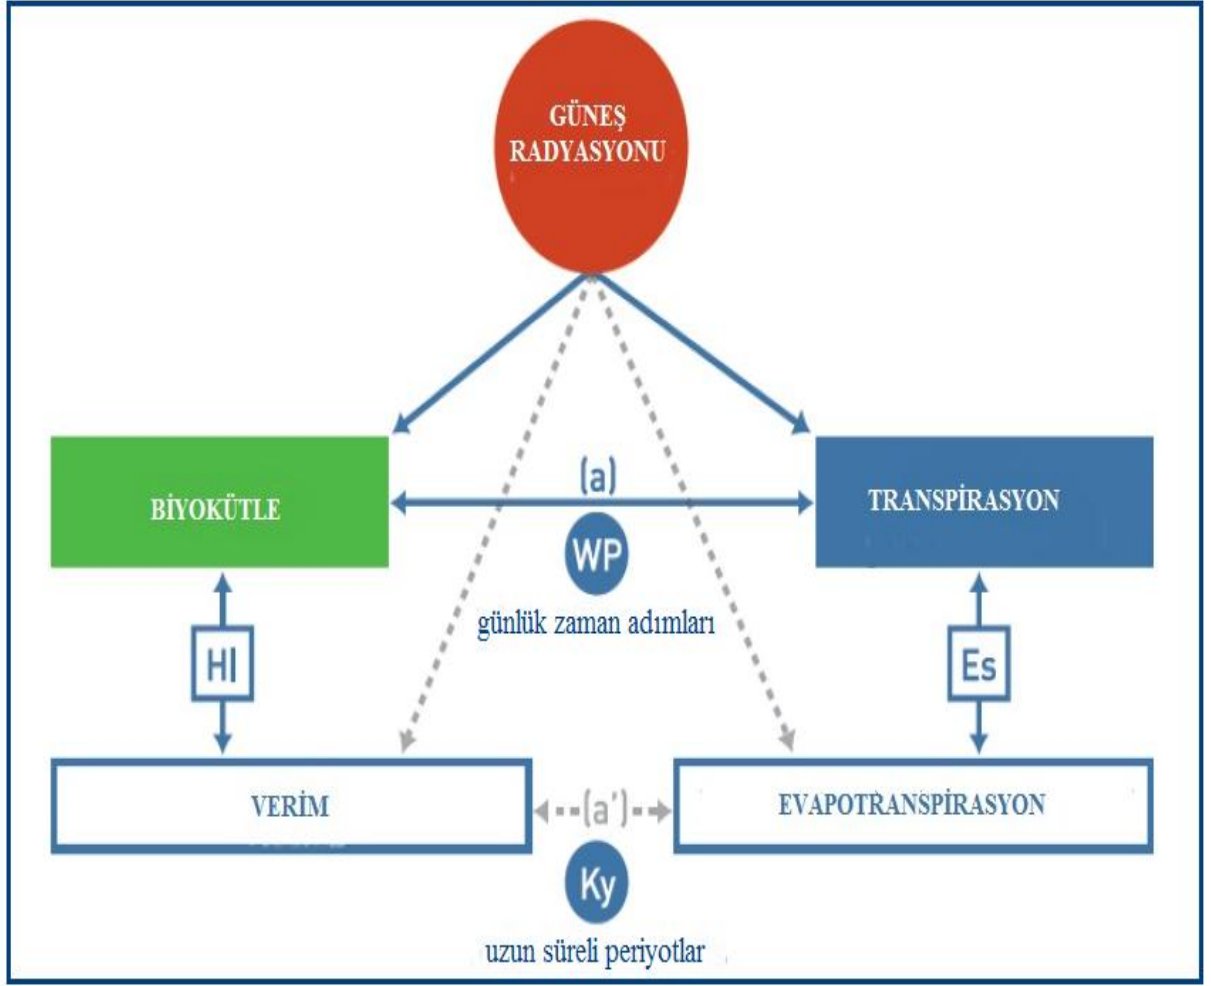 GÜNEŞ
RADYASYONU
(a)
BİYOKÜTLE
TRANSPİRASYON
WP
günlük zaman adımları
HI
Es
VERİM
(a')
EVAPOTRANSPİRASYON
Ky
uzun süreli periyotlar